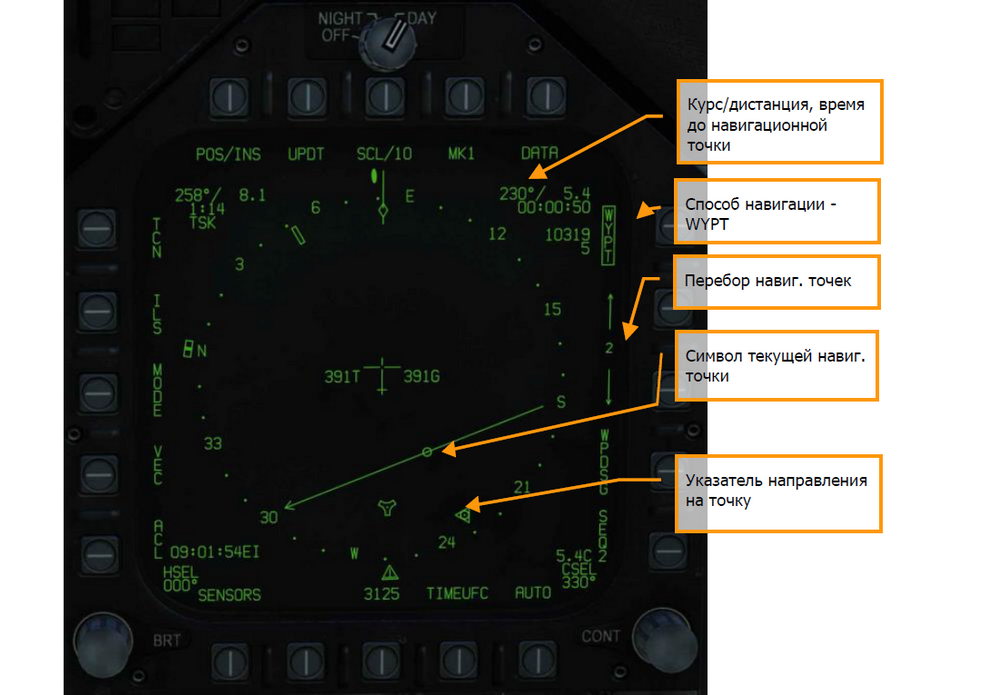 NIGHT DAY
OFF
Курс/дистанция, время
до навигационной
точки
POS/INS UPDT SCL/10 MK1 DATA
258°/ 8.1
1:14
TSK
230°/ 5.4
00:00:50
WYPT
Способ навигации -
WYPT
6 E 12
10319
5
TCN
3
15
Перебор навиг. точек
ILS
N
2
Символ текущей навиг.
точки
MODE
391T 391G
S
33
WPDSG
VEC
30
21
Указатель направления
на точку
ACL
W
24
SEQ2
09:01:54EI
5.4C
HSEL
000°
CSEL
330°
SENSORS 3125 TIMEUFC AUTO
BRT CONT